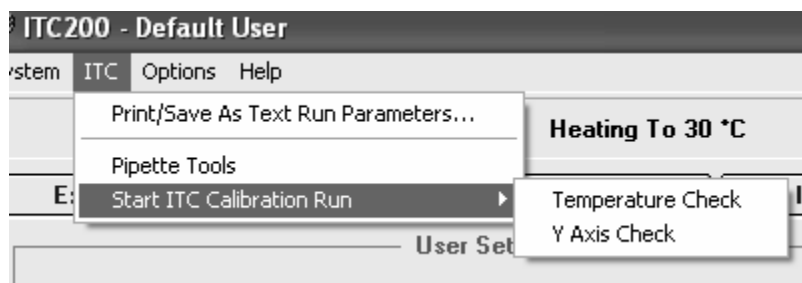 ITC200 - Default User
ystem ITC Options Help
Print/Save As Text Run Parameters...
Heating To 30 °C
Pipette Tools
E:
Start ITC Calibration Run
Temperature Check
Y Axis Check
User Set